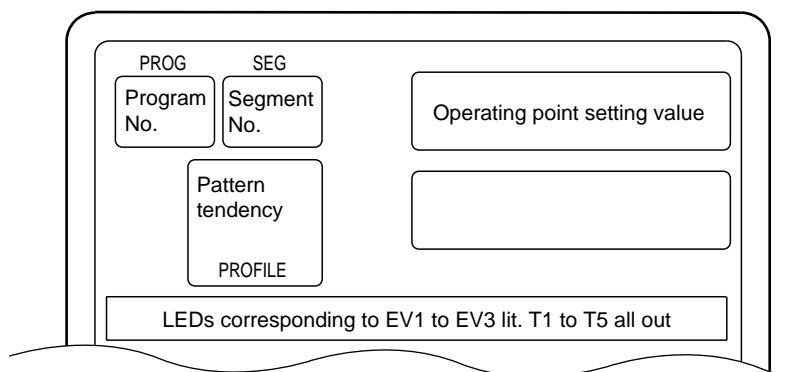 PROG SEG
Program
No.
Segment
No.
Operating point setting value
Pattern
tendency
PROFILE
LEDs corresponding to EV1 to EV3 lit. T1 to T5 all out